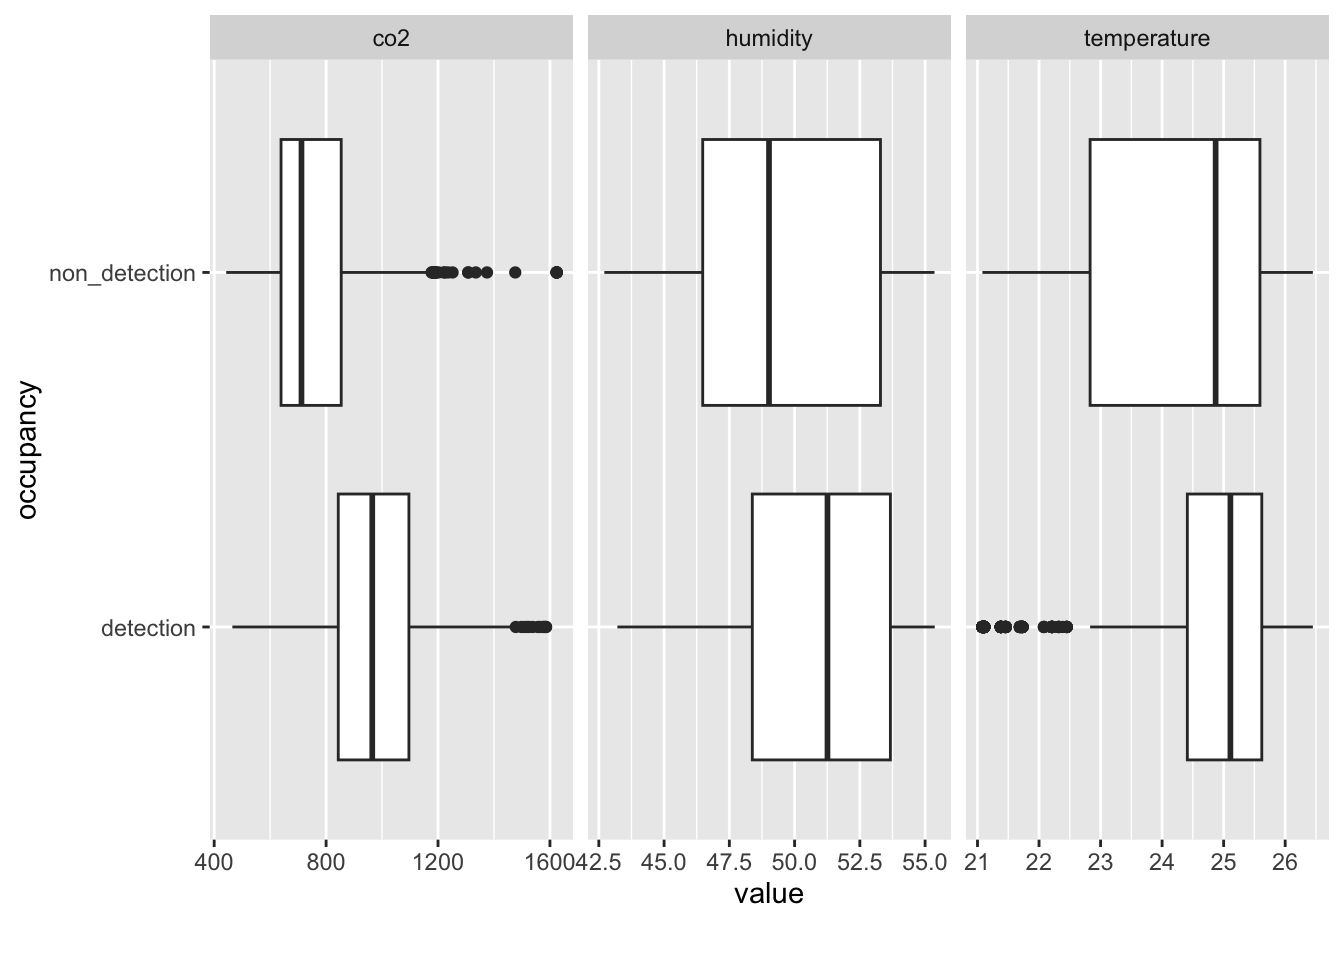 co2 humidity temperature
occupancy
non_detection
detection
400 800 1200 1600 42.5 45.0 47.5 50.0 52.5 55.0 21 22 23 24 25 26
value